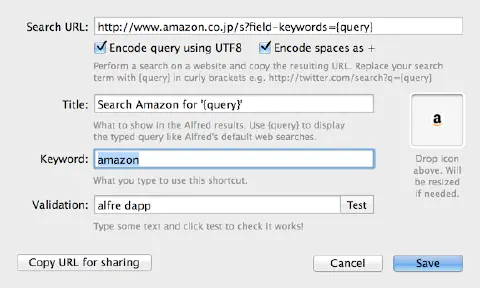 Search URL: http://www.amazon.co.jp/s?field-keywords={query}
Encode query using UTF8 Encode spaces as +
Perform a search on a website and copy the resulting URL. Replace your search
term with {query} in curly brackets e.g. http://twitter.com/search?q={query}
Title: Search Amazon for '{query}'
What to show in the Alfred results. Use {query} to display
the typed query like Alfred's default web searches.
a
Drop icon
above. Will
be resized
if needed.
Keyword: amazon
What you type to use this shortcut.
Validation: alfre dapp Test
Type some text and click test to check it works!
Copy URL for sharing Cancel Save